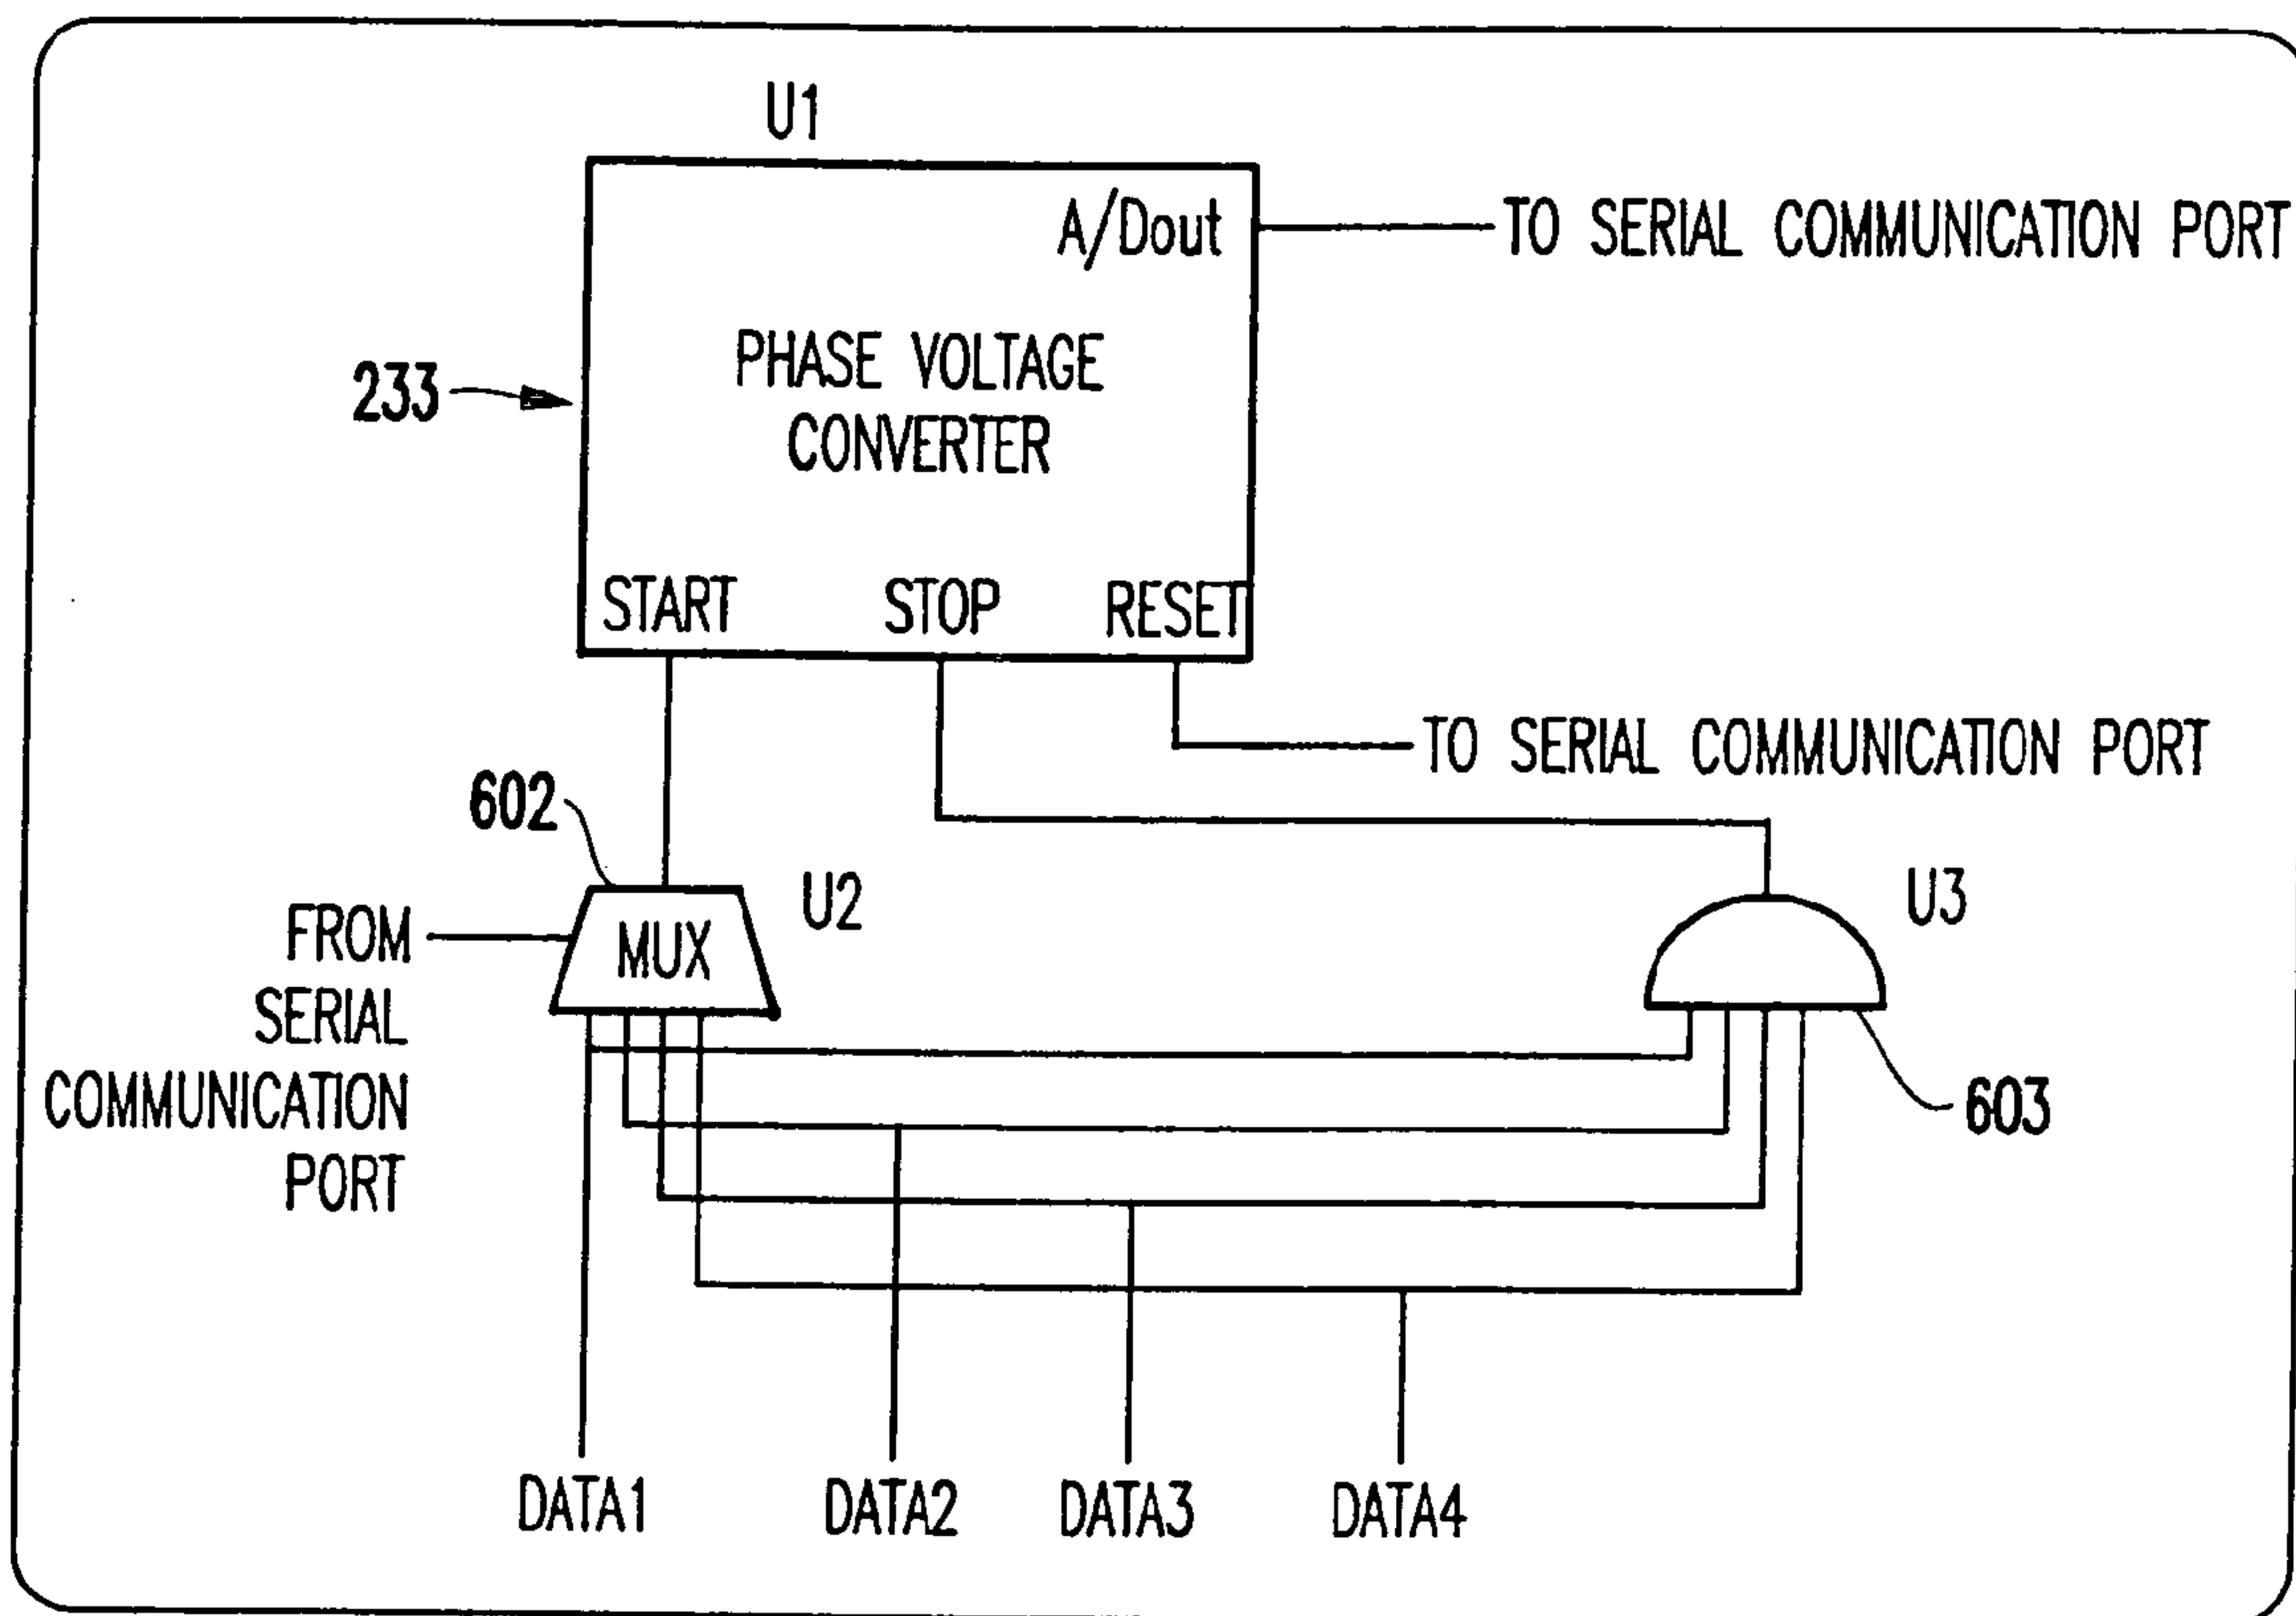 U1
A/Dout
TO SERIAL COMMUNICATION PORT
PHASE VOLTAGE
CONVERTER
233
START
STOP
RESET
TO SERIAL COMMUNICATION PORT
602
U2
U3
MUX
FROM
SERIAL
COMMUNICATION
PORT
603
DATA1
DATA2
DATA3
DATA4